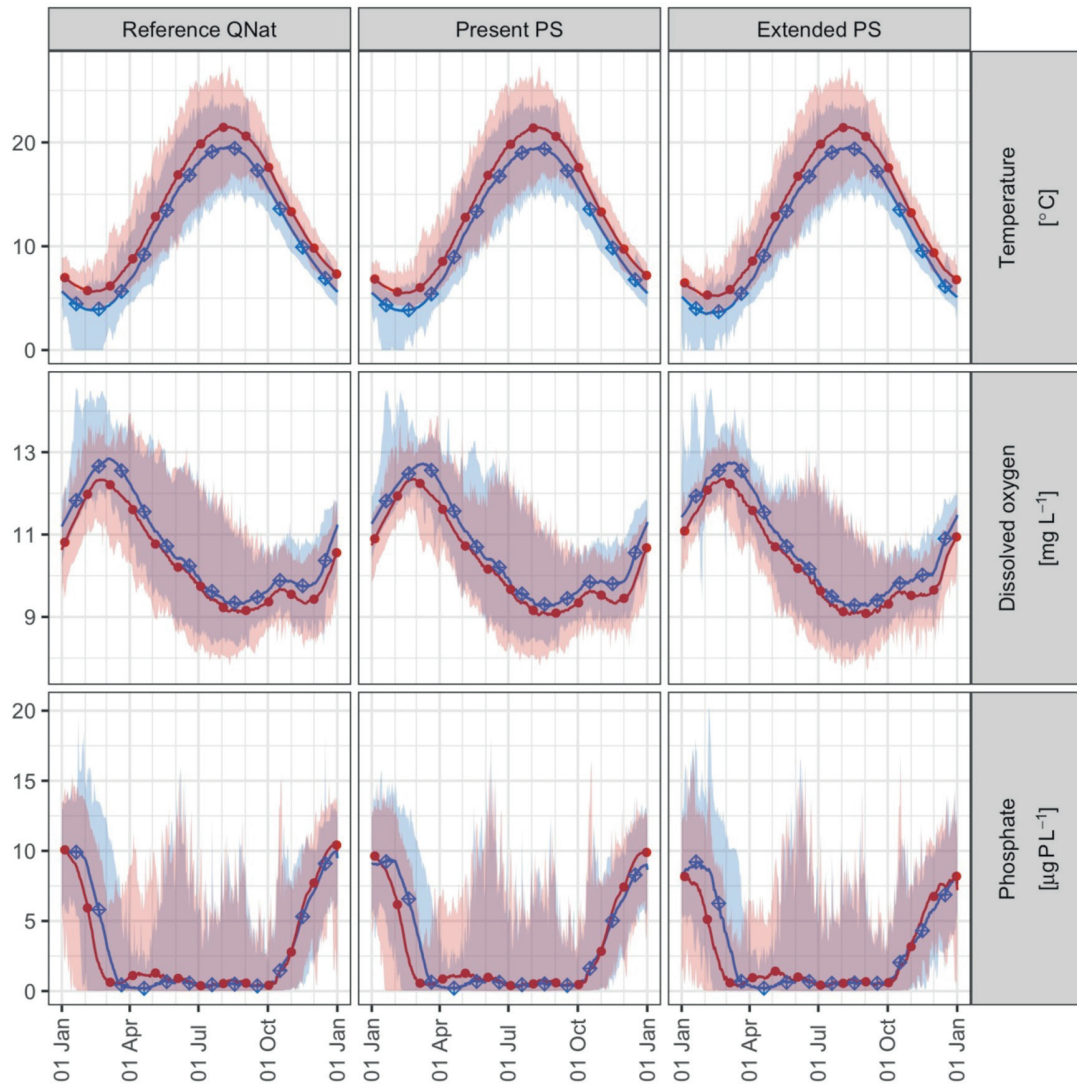 Reference QNat
Present PS
Extended PS
20
10
0
Temperature
[°C]
13
11
9
Dissolved oxygen
[mg L⁻¹]
20
15
10
5
0
Phosphate
[µg P L⁻¹]
01 Jan
01 Apr
01 Jul
01 Oct
01 Jan
01 Jan
01 Apr
01 Jul
01 Oct
01 Jan
01 Jan
01 Apr
01 Jul
01 Oct
01 Jan